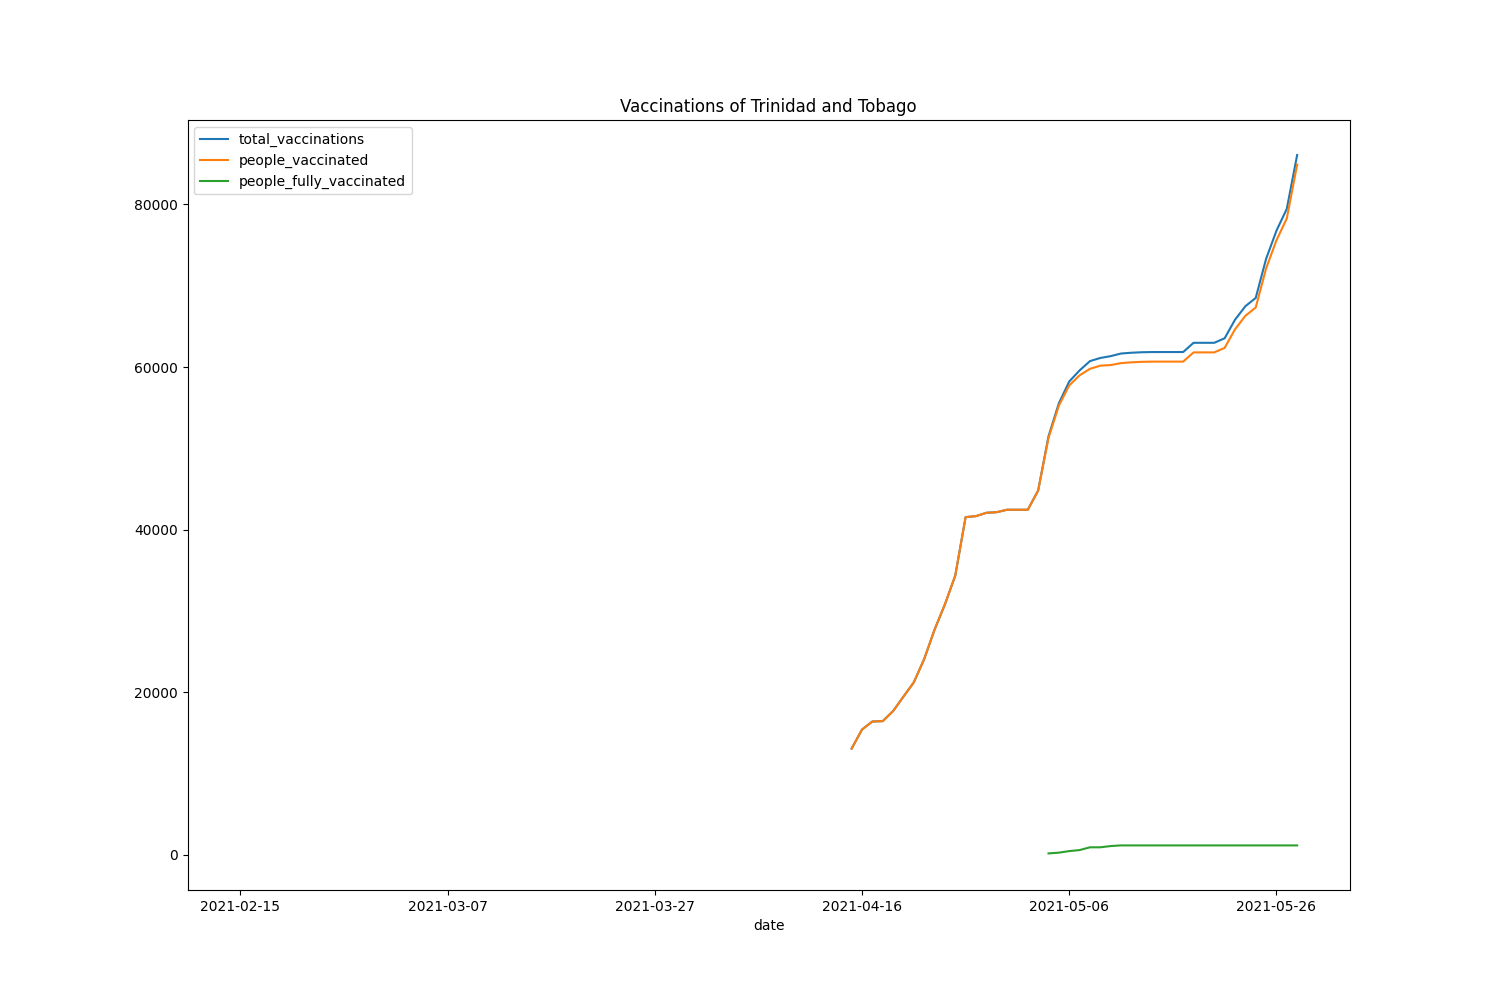 Vaccinations of Trinidad and Tobago
total_vaccinations
people_vaccinated
people_fully_vaccinated
80000
60000
40000
20000
0
2021-02-15 2021-03-07 2021-03-27 2021-04-16 2021-05-06 2021-05-26
date